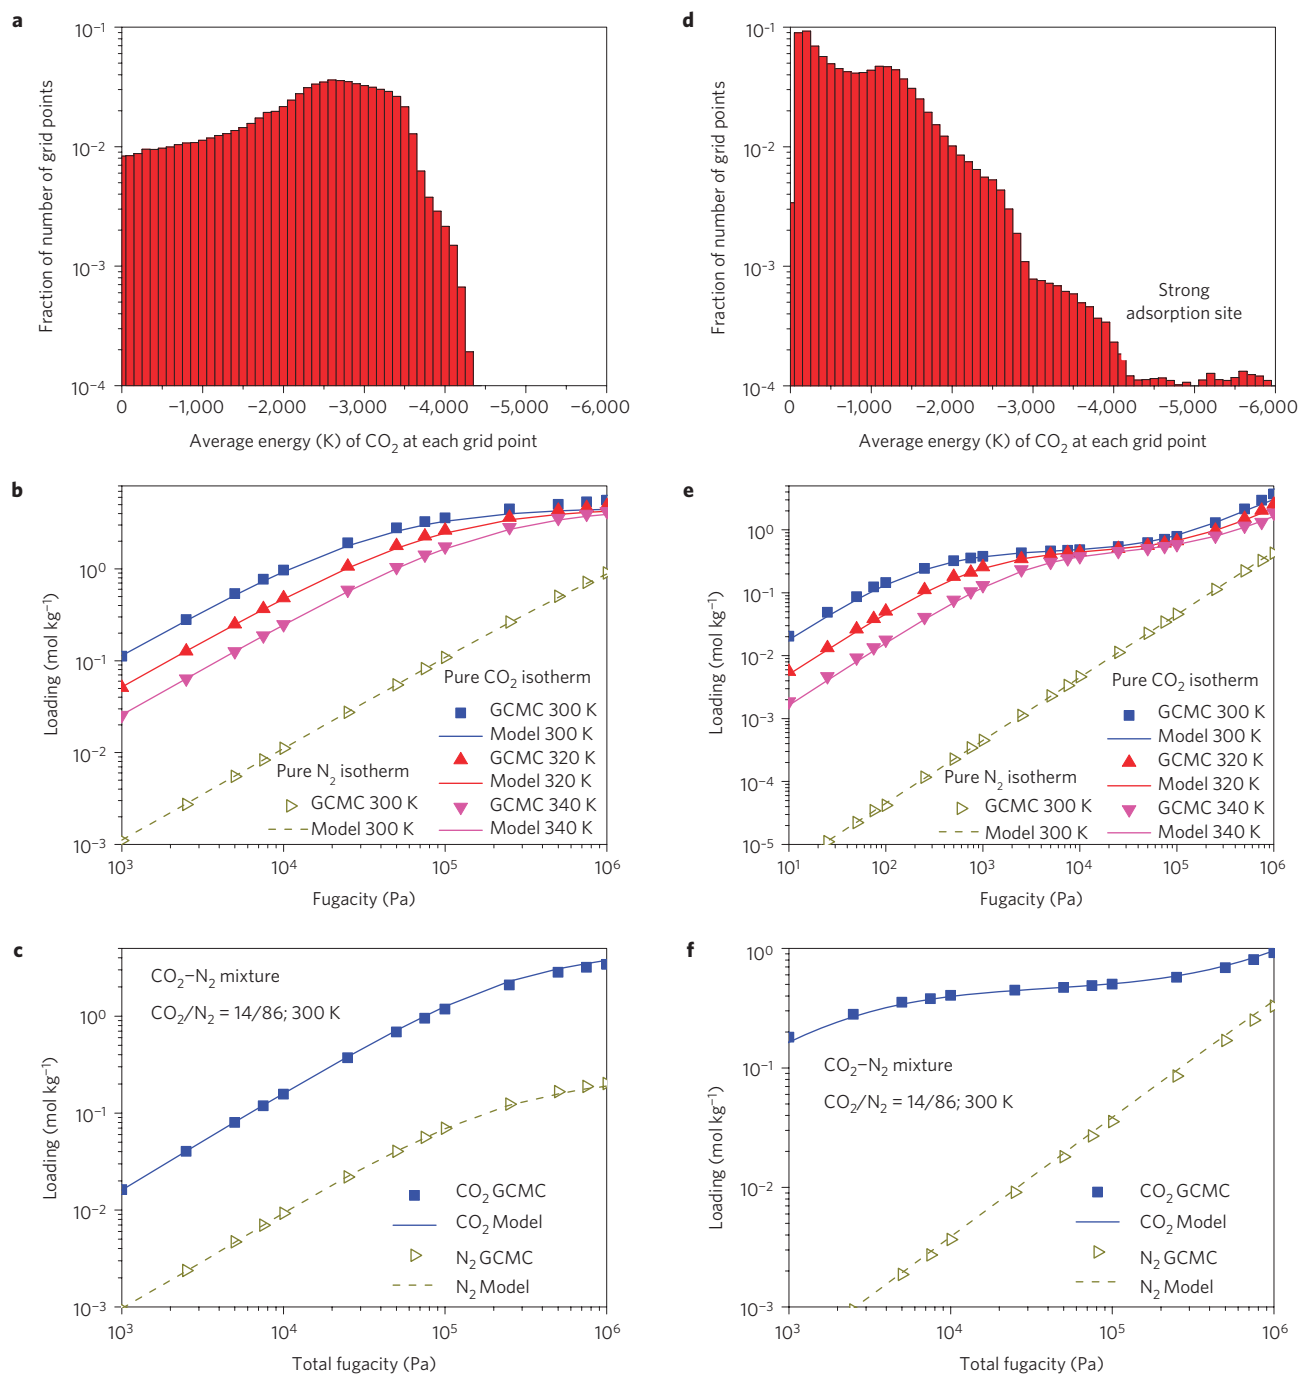 a
10⁻¹
10⁻²
10⁻³
10⁻⁴
Fraction of number of grid points
0 −1,000 −2,000 −3,000 −4,000 −5,000 −6,000
Average energy (K) of CO₂ at each grid point
d
10⁻¹
10⁻²
10⁻³
10⁻⁴
Fraction of number of grid points
Strong
adsorption site
0 −1,000 −2,000 −3,000 −4,000 −5,000 −6,000
Average energy (K) of CO₂ at each grid point
b
10⁰
10⁻¹
10⁻²
10⁻³
Loading (mol kg⁻¹)
Pure CO₂ isotherm
GCMC 300 K
Model 300 K
GCMC 320 K
Model 320 K
GCMC 340 K
Model 340 K
Pure N₂ isotherm
GCMC 300 K
Model 300 K
10³ 10⁴ 10⁵ 10⁶
Fugacity (Pa)
e
10⁰
10⁻¹
10⁻²
10⁻³
10⁻⁴
10⁻⁵
Loading (mol kg⁻¹)
Pure CO₂ isotherm
GCMC 300 K
Model 300 K
GCMC 320 K
Model 320 K
GCMC 340 K
Model 340 K
Pure N₂ isotherm
GCMC 300 K
Model 300 K
10¹ 10² 10³ 10⁴ 10⁵ 10⁶
Fugacity (Pa)
c
CO₂−N₂ mixture
CO₂/N₂ = 14/86; 300 K
10⁰
10⁻¹
10⁻²
10⁻³
Loading (mol kg⁻¹)
CO₂ GCMC
CO₂ Model
N₂ GCMC
N₂ Model
10³ 10⁴ 10⁵ 10⁶
Total fugacity (Pa)
f
10⁰
10⁻¹
10⁻²
10⁻³
Loading (mol kg⁻¹)
CO₂−N₂ mixture
CO₂/N₂ = 14/86; 300 K
CO₂ GCMC
CO₂ Model
N₂ GCMC
N₂ Model
10³ 10⁴ 10⁵ 10⁶
Total fugacity (Pa)